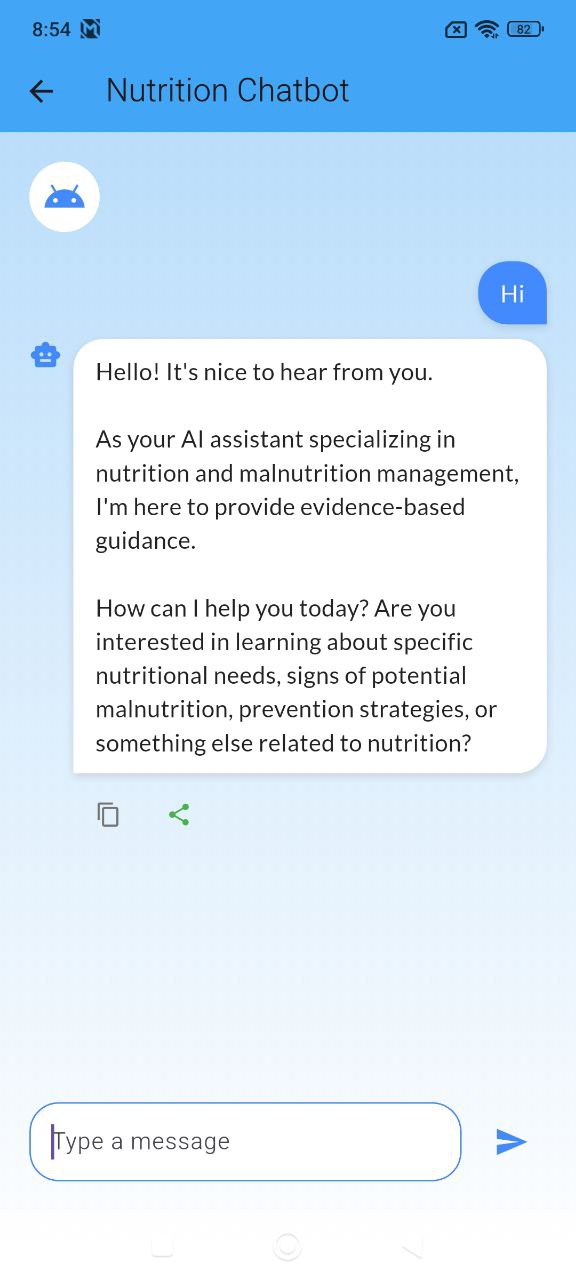 8:54
82
Nutrition Chatbot
Hi
Hello! It's nice to hear from you.
As your AI assistant specializing in
nutrition and malnutrition management,
I'm here to provide evidence-based
guidance.
How can I help you today? Are you
interested in learning about specific
nutritional needs, signs of potential
malnutrition, prevention strategies, or
something else related to nutrition?
Type a message